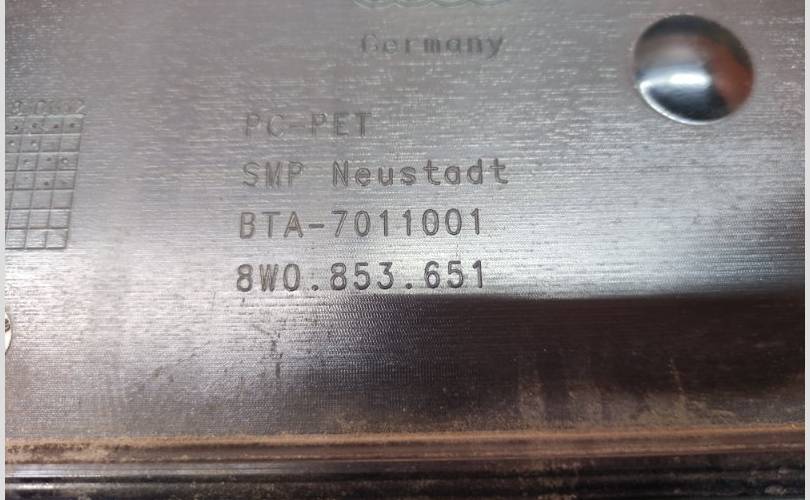 Germany
PC-PET
SMP Neustadt
BTA-7011001
8W0.853.651